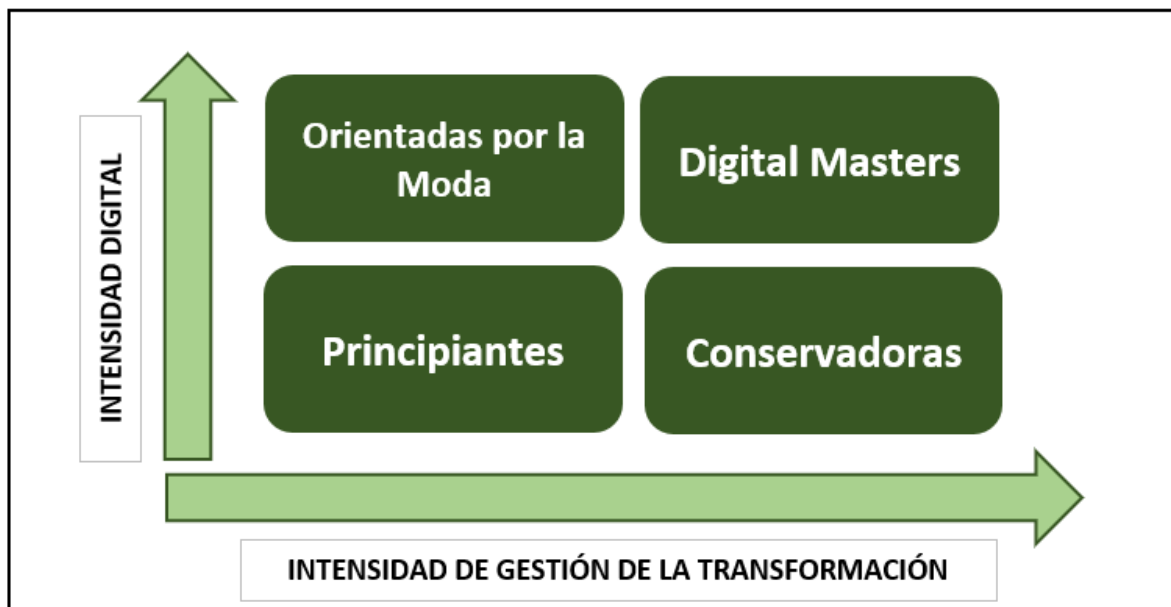 INTENSIDAD DIGITAL
Orientadas por la
Moda
Digital Masters
Principiantes
Conservadoras
INTENSIDAD DE GESTIÓN DE LA TRANSFORMACIÓN